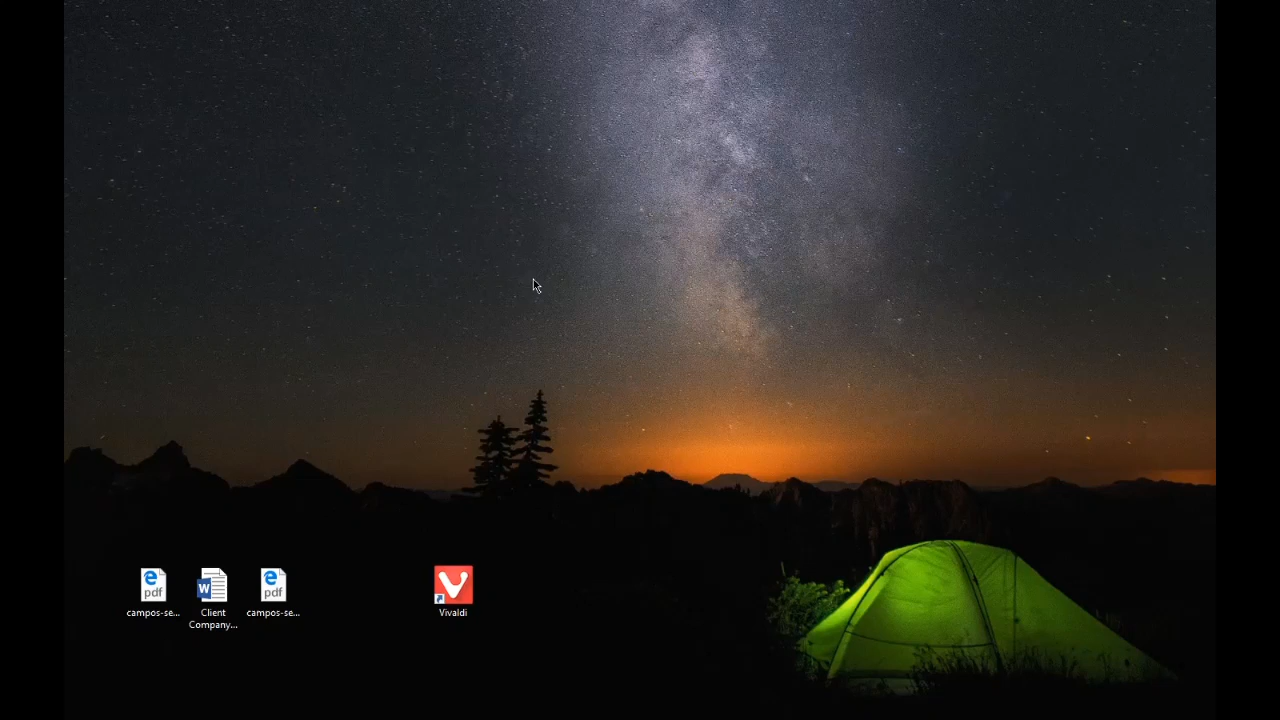 pdf
campos-se...
W
Client
Company...
pdf
campos-se...
Vivaldi